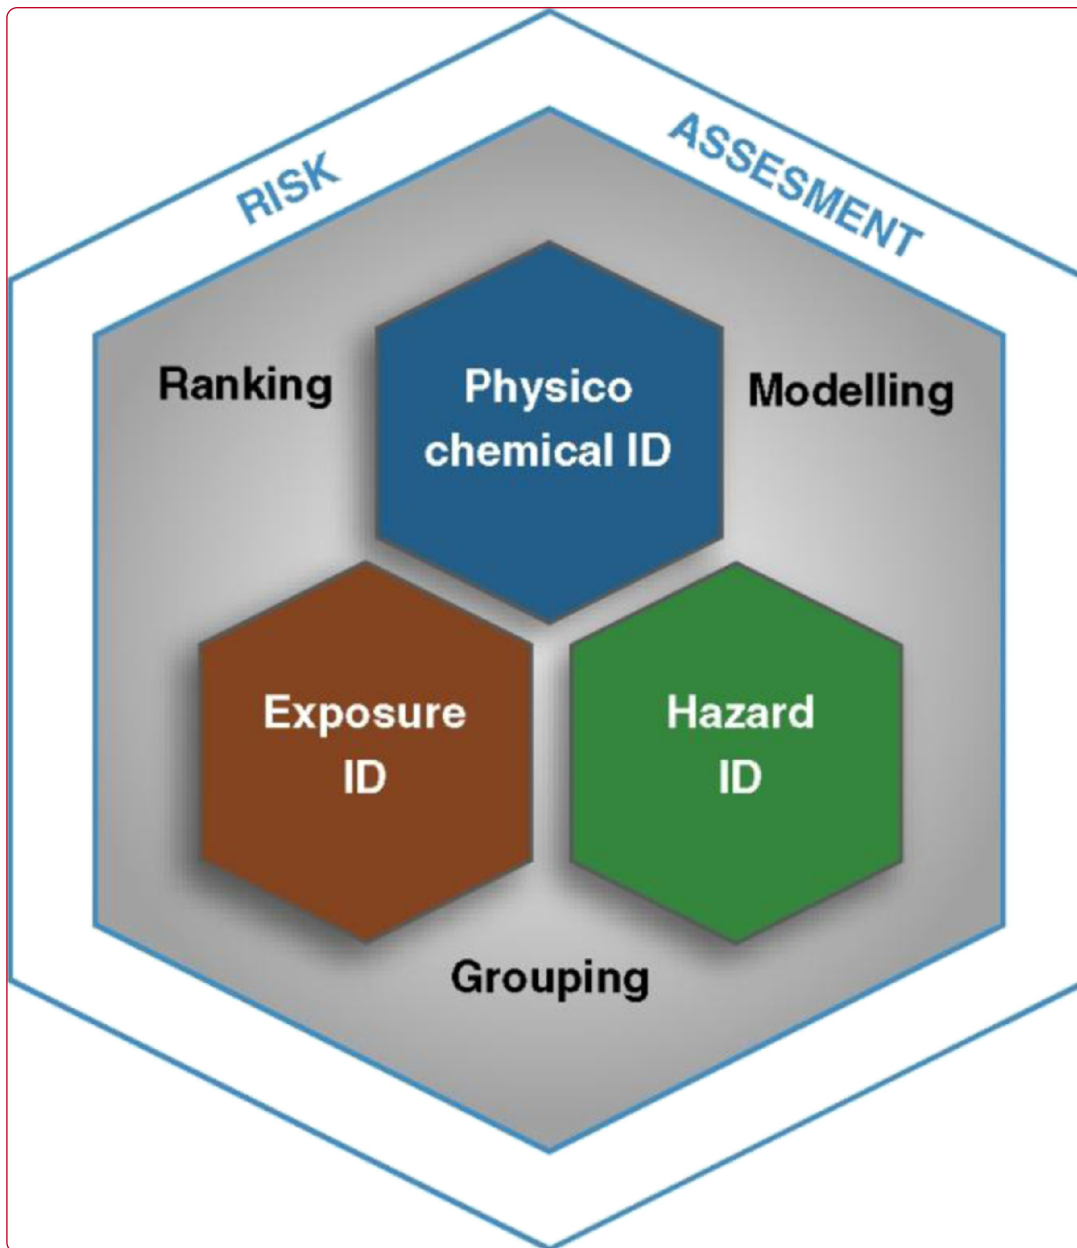 RISK
ASSESMENT
Ranking
Modelling
Physico
chemical ID
Exposure
ID
Hazard
ID
Grouping